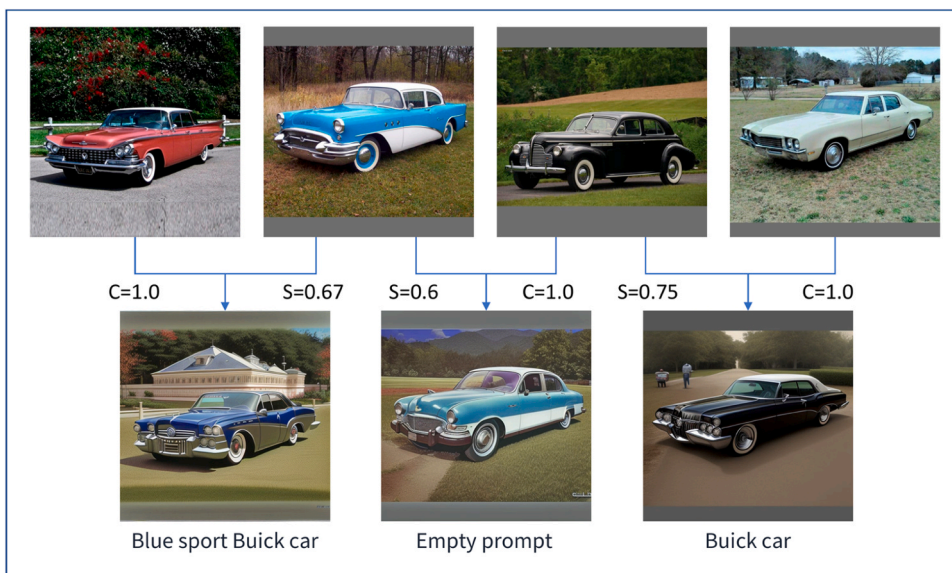 C=1.0
S=0.67
S=0.6
C=1.0
S=0.75
C=1.0
Blue sport Buick car
Empty prompt
Buick car